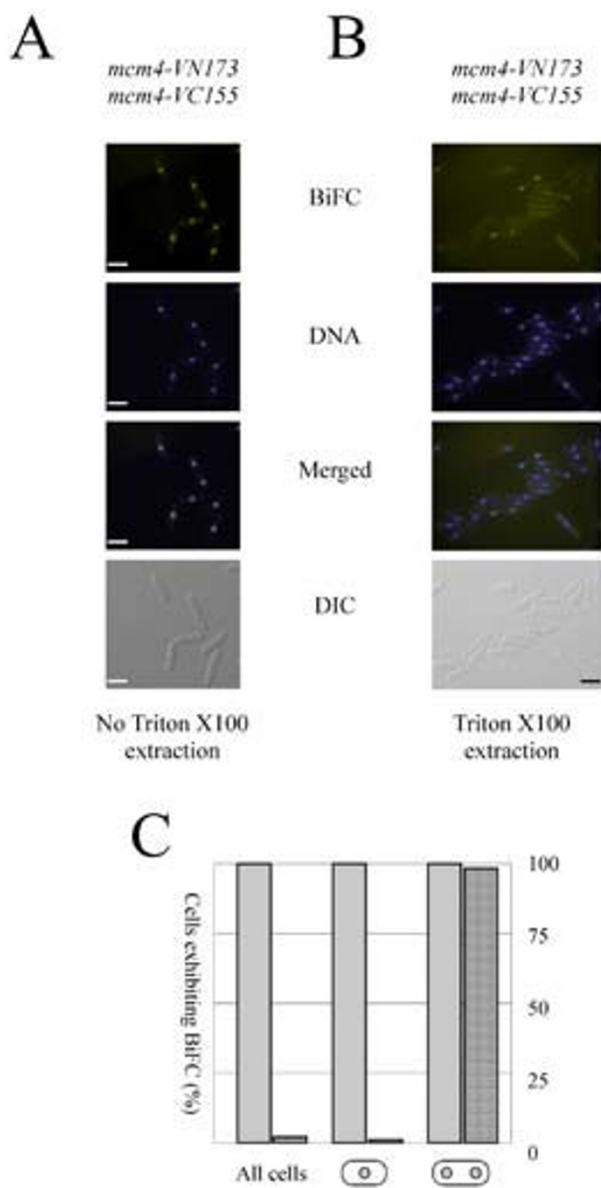 A
B
mcm4-VN173
mcm4-VC155
mcm4-VN173
mcm4-VC155
BiFC
DNA
Merged
DIC
No Triton X100
extraction
Triton X100
extraction
C
Cells exhibiting BiFC (%)
100
75
50
25
0
All cells